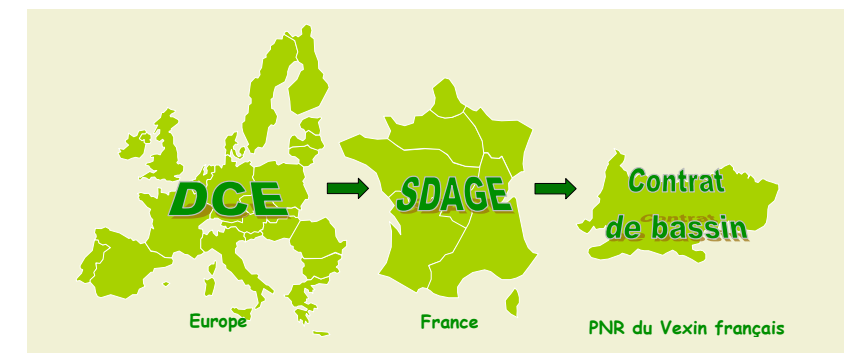 DCE
SDAGE
Contrat
de bassin
Europe
France
PNR du Vexin français